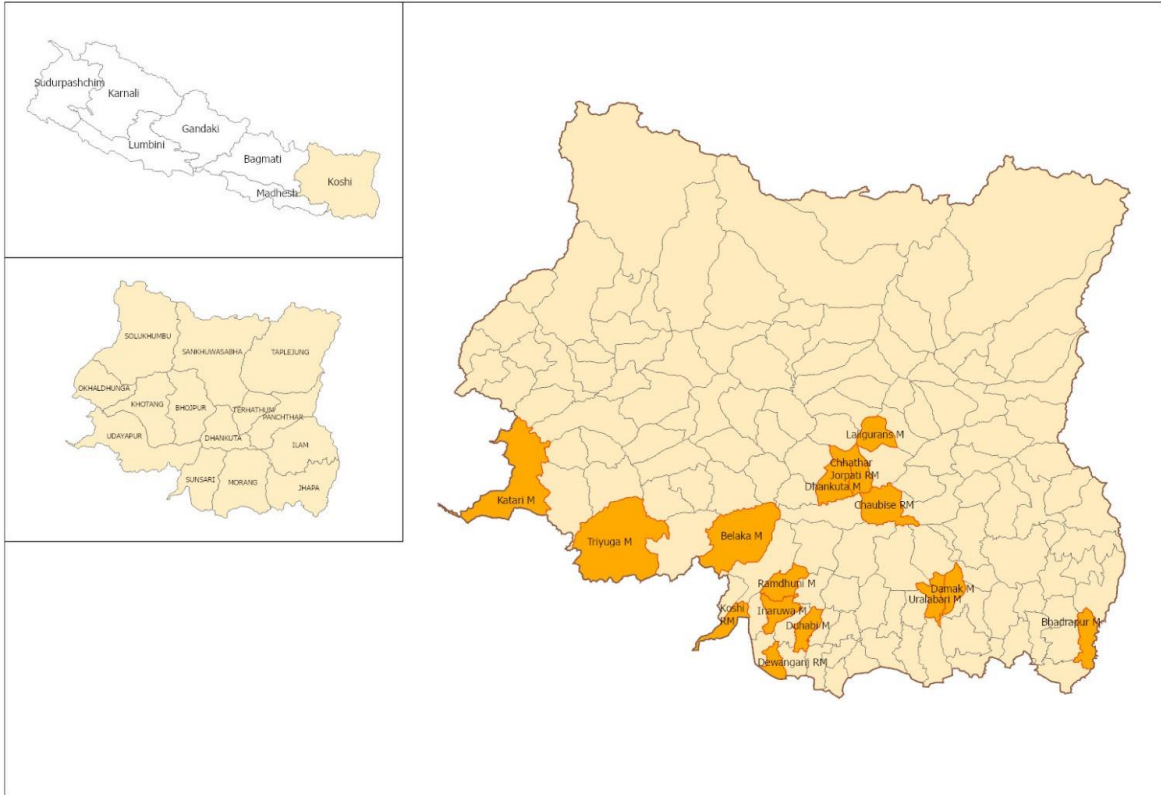 Sudurpashchim
Karnali
Gandaki
Lumbini
Bagmati
Madhesh
Koshi
SOLUKHUMBU
SANKHUWASABHA
TAPLEJUNG
OKHALDHUNGA
KHOTANG
BHOJPUR
TERHATHUM
PANCHTHAR
UDAYAPUR
DHANKUTA
ILAM
SUNSARI
MORANG
JHAPA
Laligurans M
Chhathar
Jorpati RM
Dhankuta M
Chaubise RM
Katari M
Triyuga M
Belaka M
Ramdhuni M
Damak M
Uralabari M
Koshi
RM
Inaruwa M
Duhabi M
Bhadrapur M
Dewanganj RM